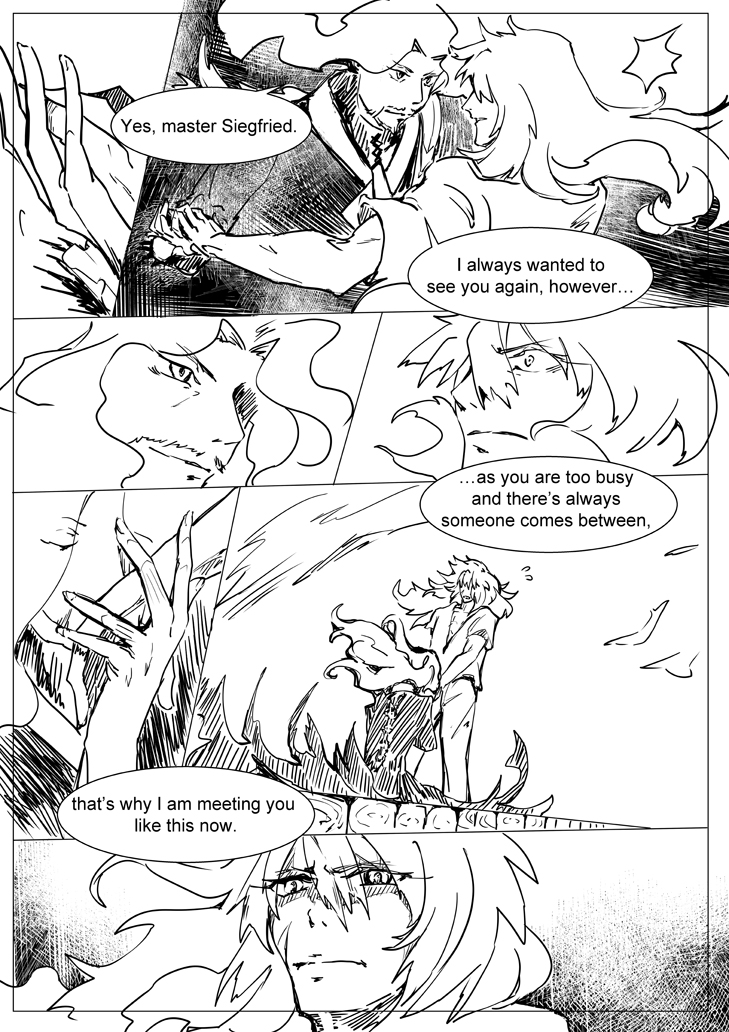 Yes, master Siegfried.
I always wanted to
see you again, however...
...as you are too busy
and there's always
someone comes between,
that's why I am meeting you
like this now.